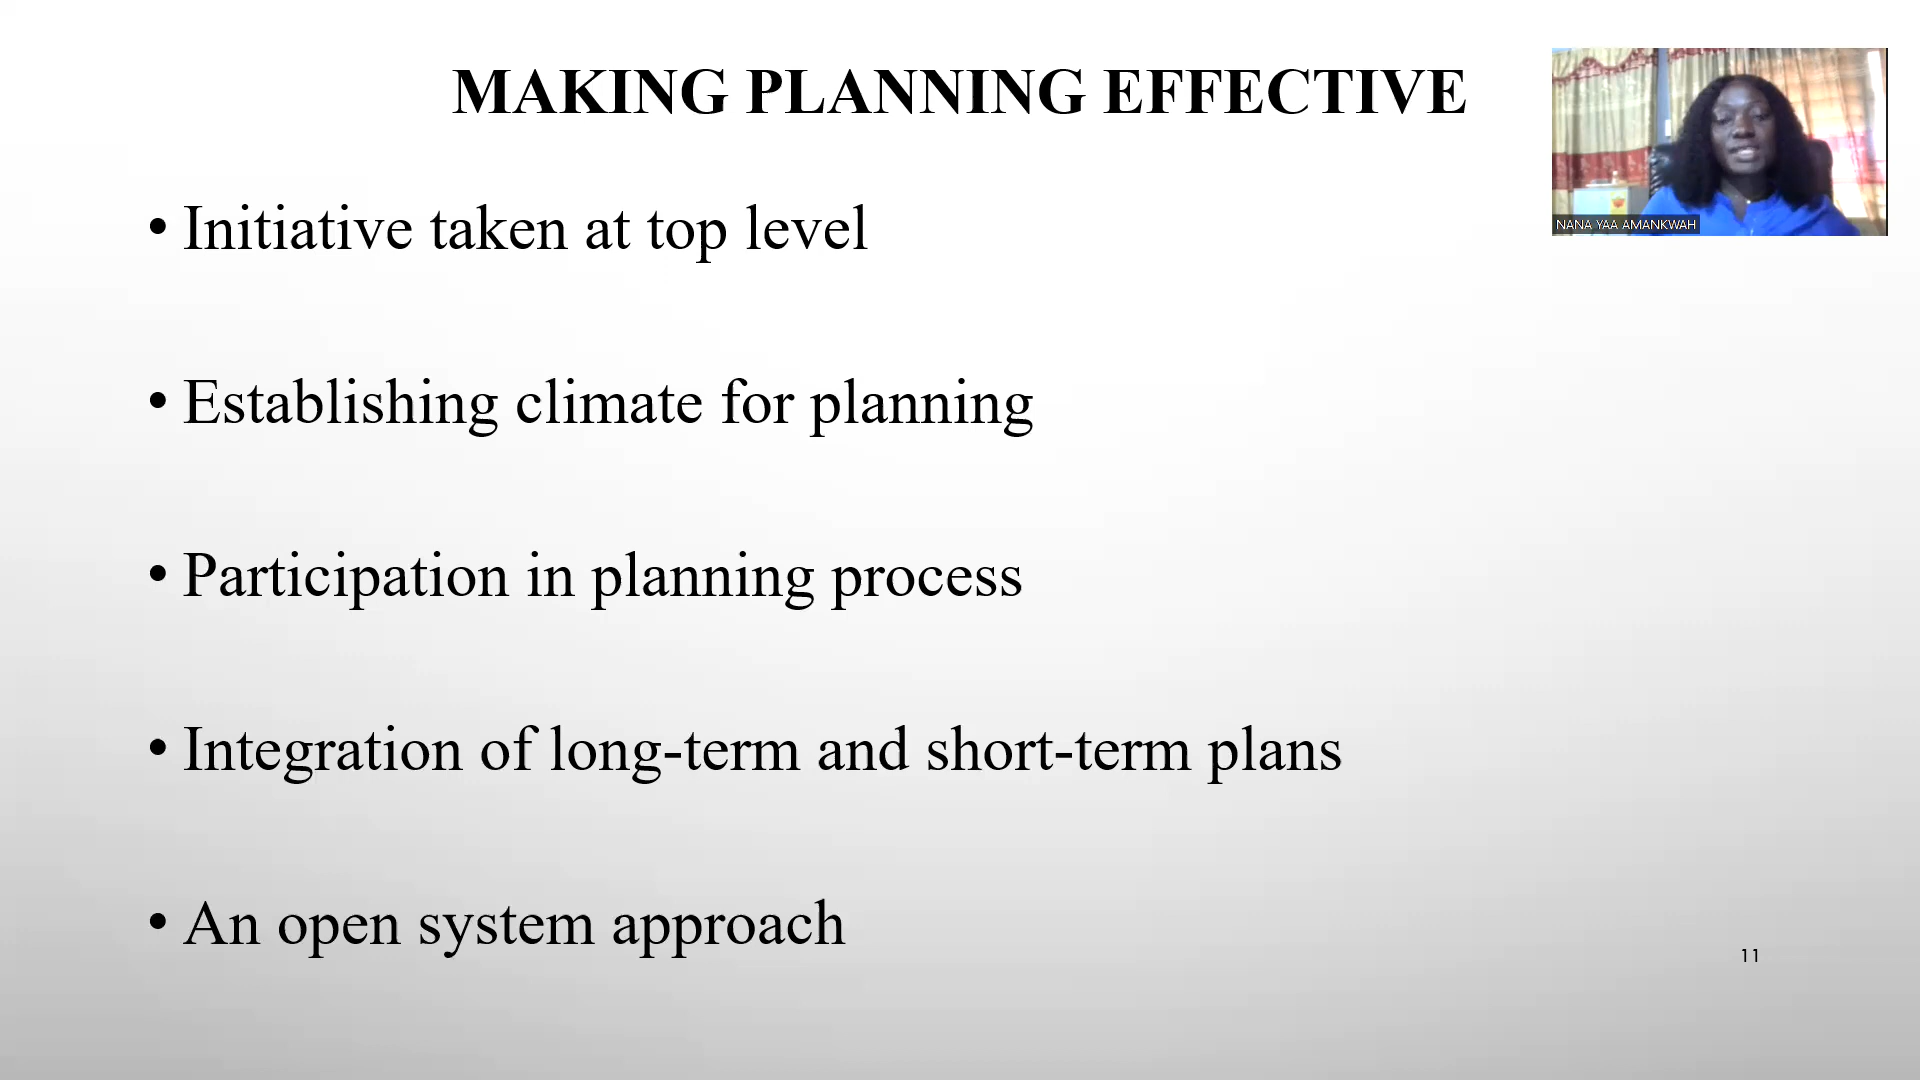 MAKING PLANNING EFFECTIVE
NANA YAA AMANKWAH
• Initiative taken at top level
• Establishing climate for planning
• Participation in planning process
• Integration of long-term and short-term plans
• An open system approach
11